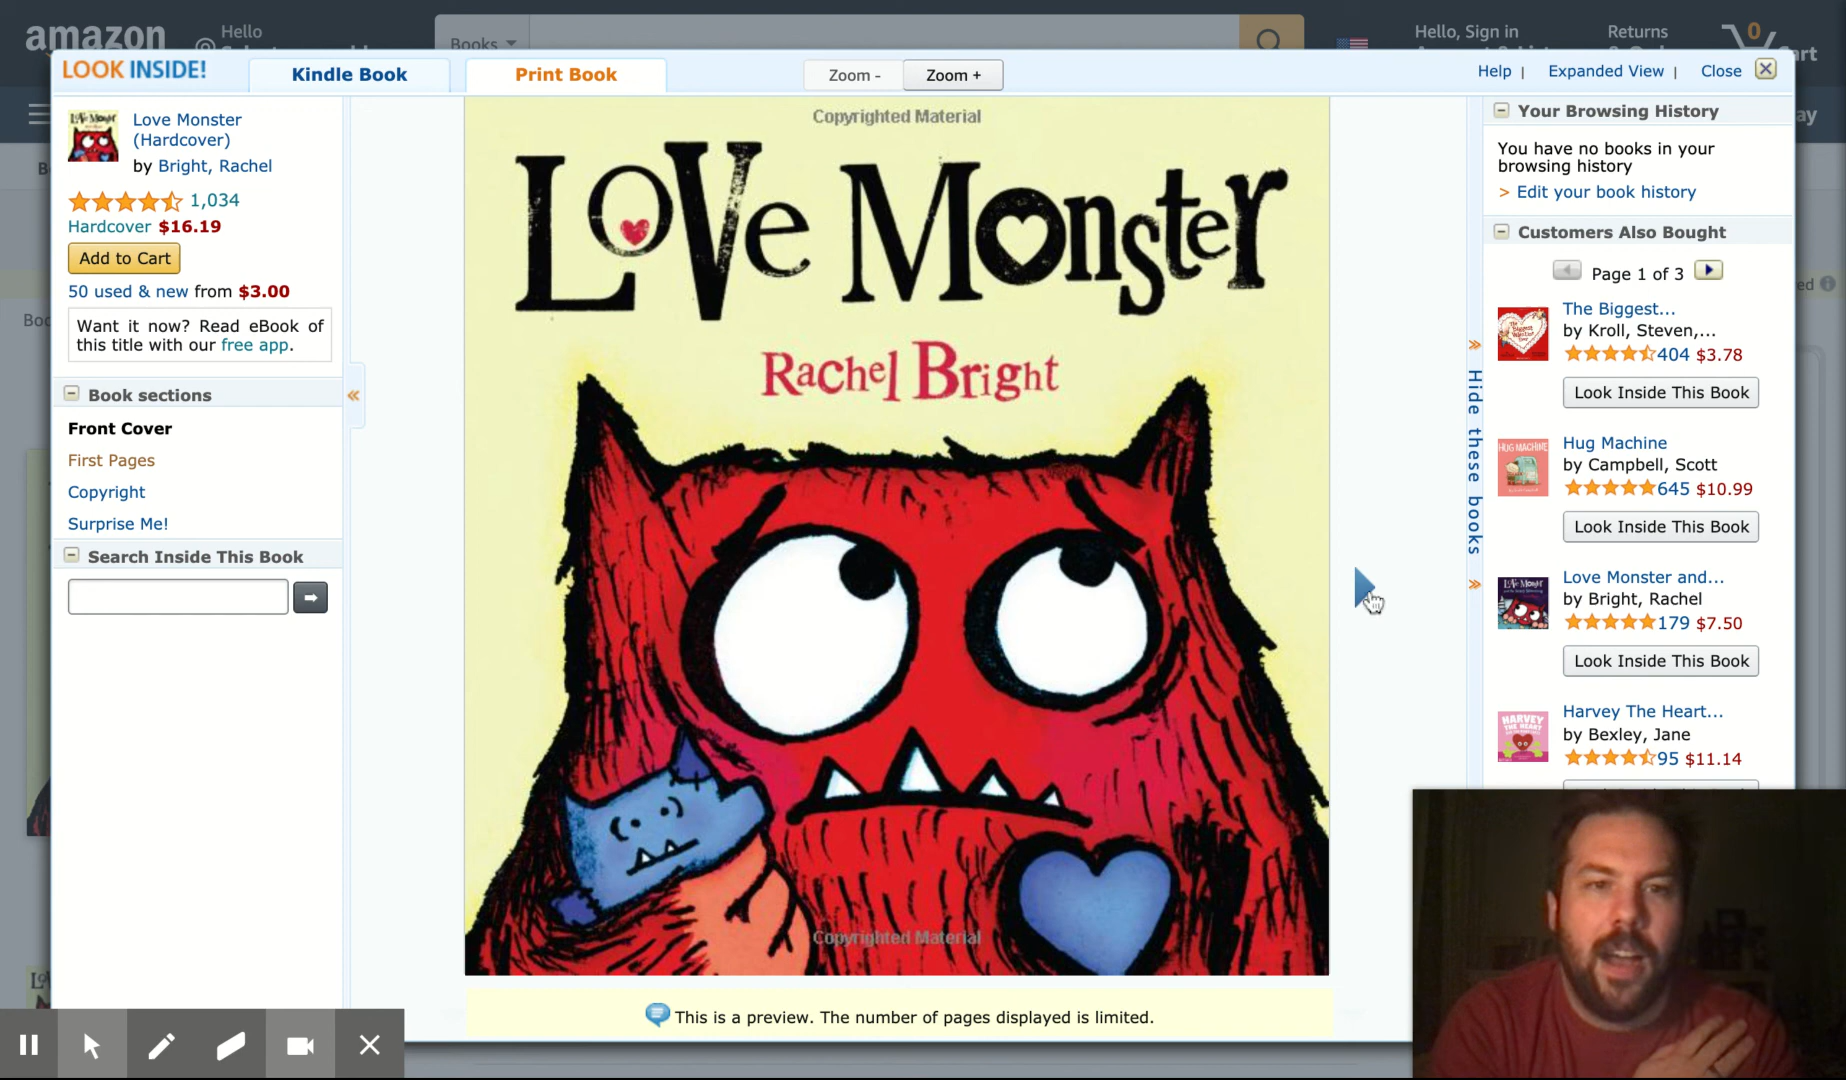 amazon
Hello
Books
Hello, Sign in
Returns
0
LOOK INSIDE!
Kindle Book
Print Book
Zoom -
Zoom +
Help |
Expanded View |
Close
Love Monster
(Hardcover)
by Bright, Rachel
1,034
Hardcover $16.19
Add to Cart
50 used & new from $3.00
Want it now? Read eBook of
this title with our free app.
Book sections
Front Cover
First Pages
Copyright
Surprise Me!
Search Inside This Book
Copyrighted Material
Love Monster
Rachel Bright
Copyrighted Material
This is a preview. The number of pages displayed is limited.
Hide these books
Your Browsing History
You have no books in your
browsing history
> Edit your book history
Customers Also Bought
Page 1 of 3
The Biggest...
by Kroll, Steven,...
404 $3.78
Look Inside This Book
HUG MACHINE
Hug Machine
by Campbell, Scott
645 $10.99
Look Inside This Book
Love Monster and...
by Bright, Rachel
179 $7.50
Look Inside This Book
HARVEY
THE HEART
Harvey The Heart...
by Bexley, Jane
95 $11.14